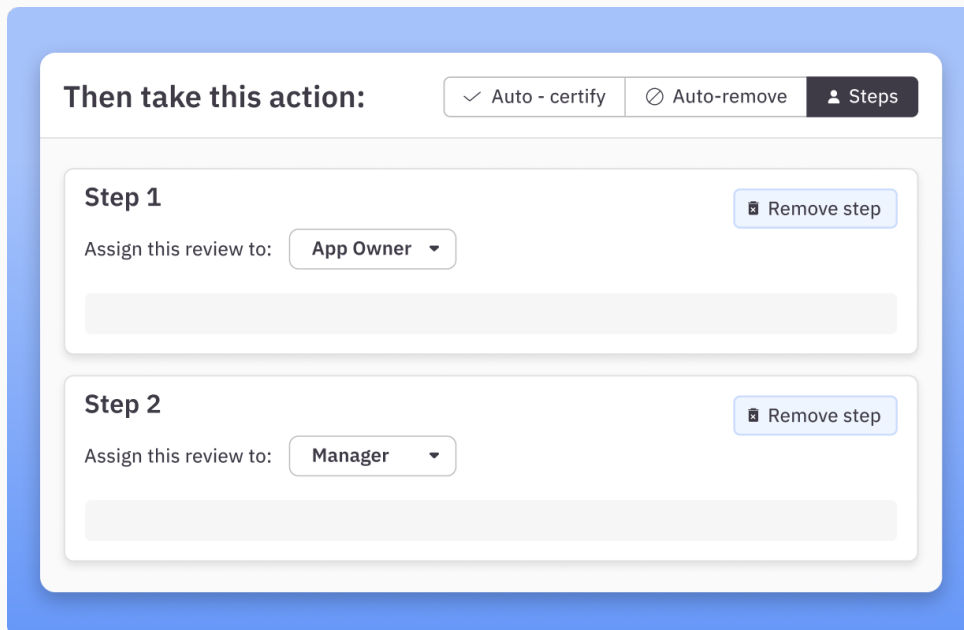 Then take this action:
Auto - certify
Auto-remove
Steps
Step 1
Remove step
Assign this review to:
App Owner
Step 2
Remove step
Assign this review to:
Manager